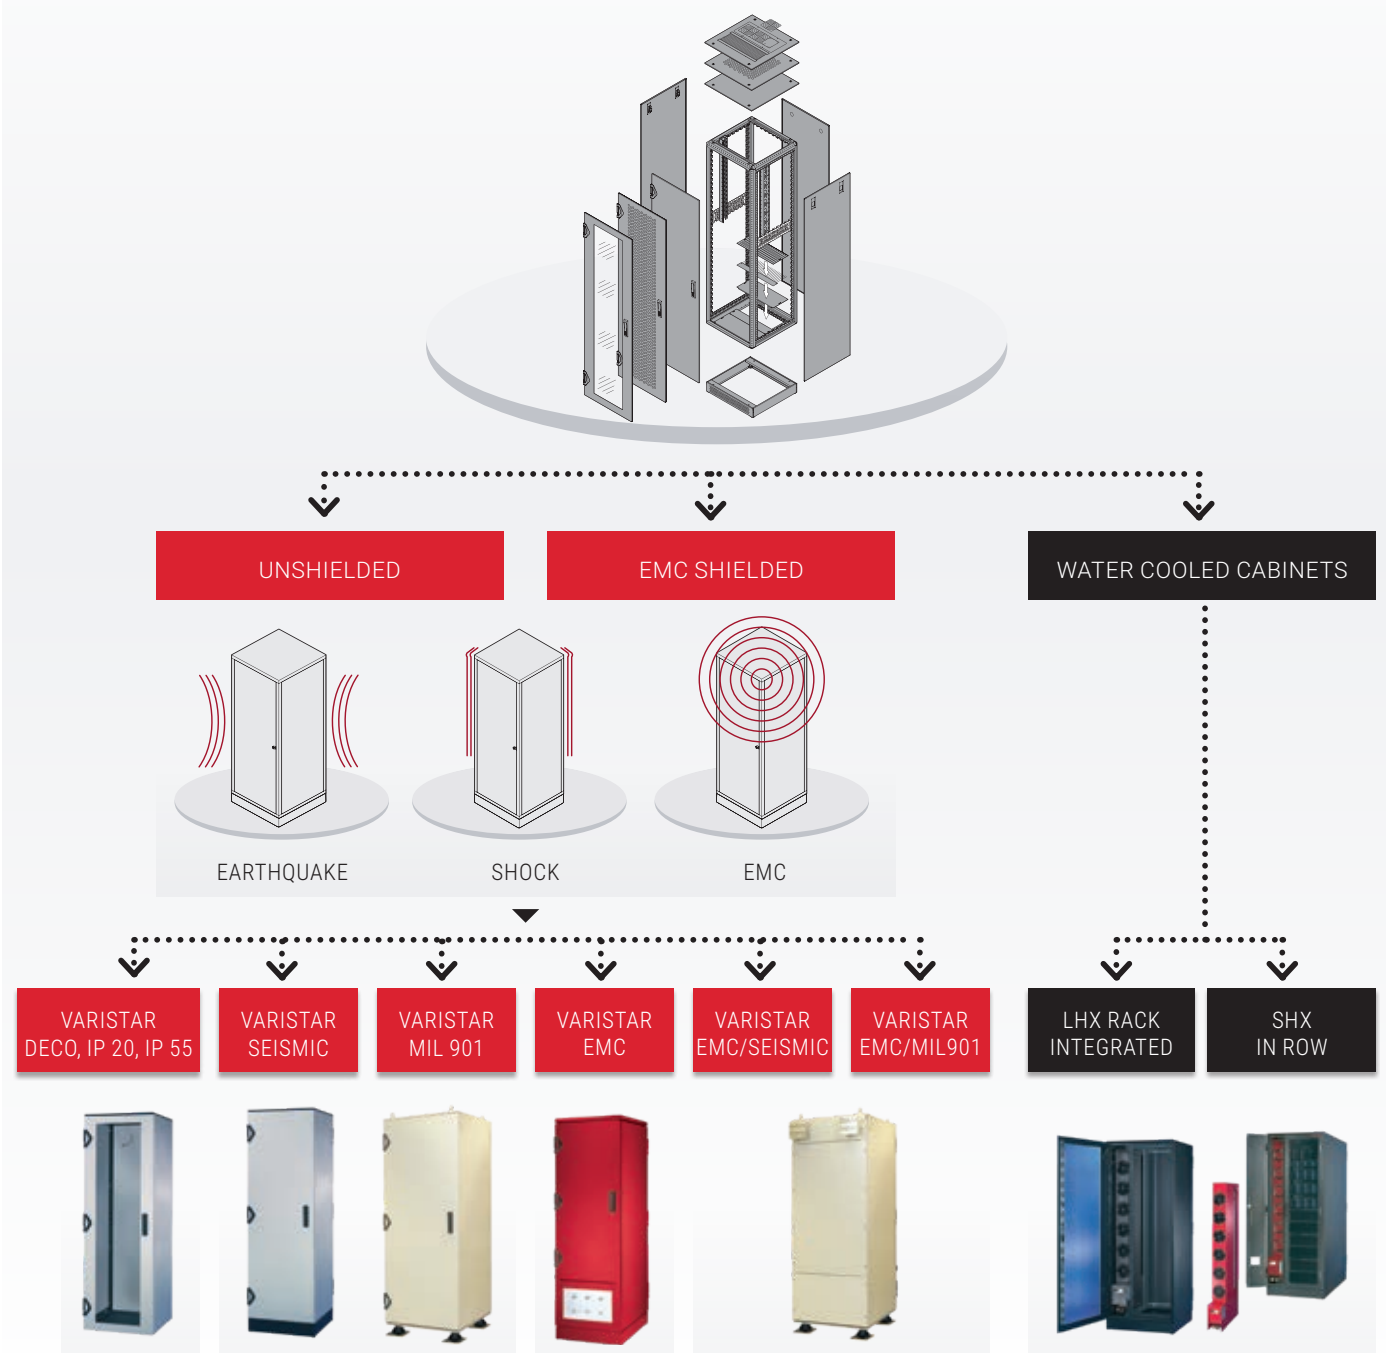 UNSHIELDED
EMC SHIELDED
WATER COOLED CABINETS
EARTHQUAKE
SHOCK
EMC
VARISTAR
DECO, IP 20, IP 55
VARISTAR
SEISMIC
VARISTAR
MIL 901
VARISTAR
EMC
VARISTAR
EMC/SEISMIC
VARISTAR
EMC/MIL901
LHX RACK
INTEGRATED
SHX
IN ROW